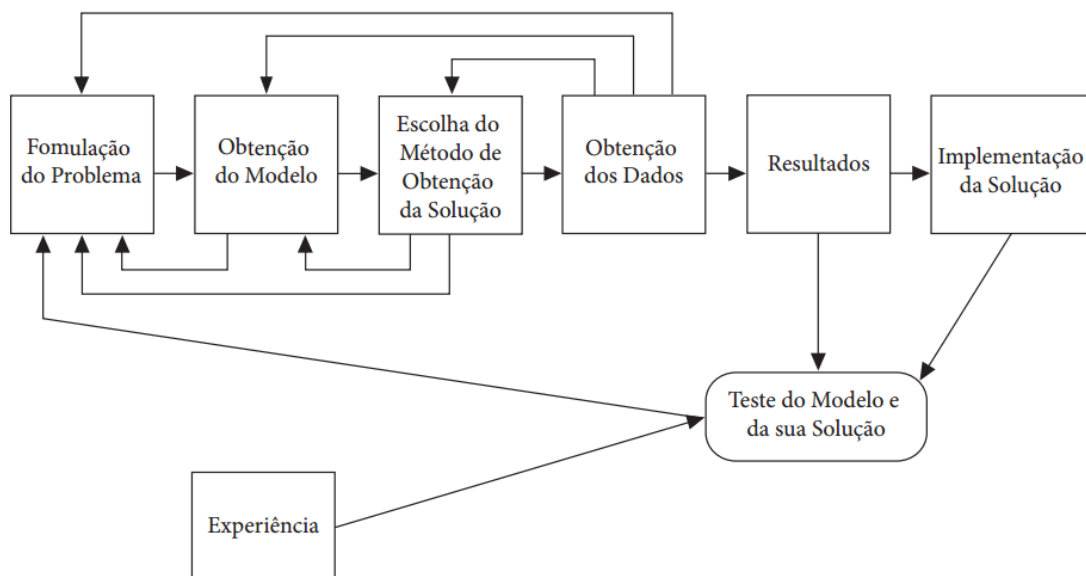 Fomulação
do Problema
Obtenção
do Modelo
Escolha do
Método de
Obtenção
da Solução
Obtenção
dos Dados
Resultados
Implementação
da Solução
Teste do Modelo e
da sua Solução
Experiência